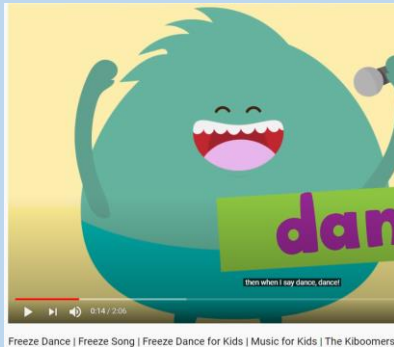 dan
then when I say dance, dance!
0:14 / 2:06
Freeze Dance | Freeze Song | Freeze Dance for Kids | Music for Kids | The Kiboomers